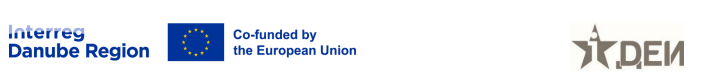 Interreg
Danube Region
Co-funded by
the European Union
ДЕИ